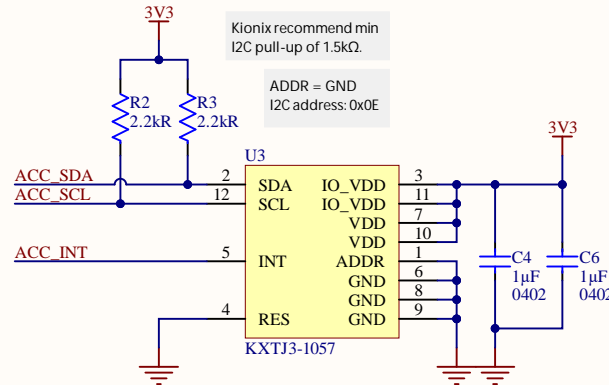 3V3
Kionix recommend min
I2C pull-up of 1.5kΩ.
ADDR = GND
I2C address: 0x0E
R2
2.2kR
R3
2.2kR
3V3
U3
ACC_SDA
2
SDA
IO_VDD
3
ACC_SCL
12
SCL
IO_VDD
11
VDD
7
VDD
10
ACC_INT
5
INT
ADDR
1
GND
6
GND
8
4
RES
GND
9
KXTJ3-1057
C4
1µF
0402
C6
1µF
0402